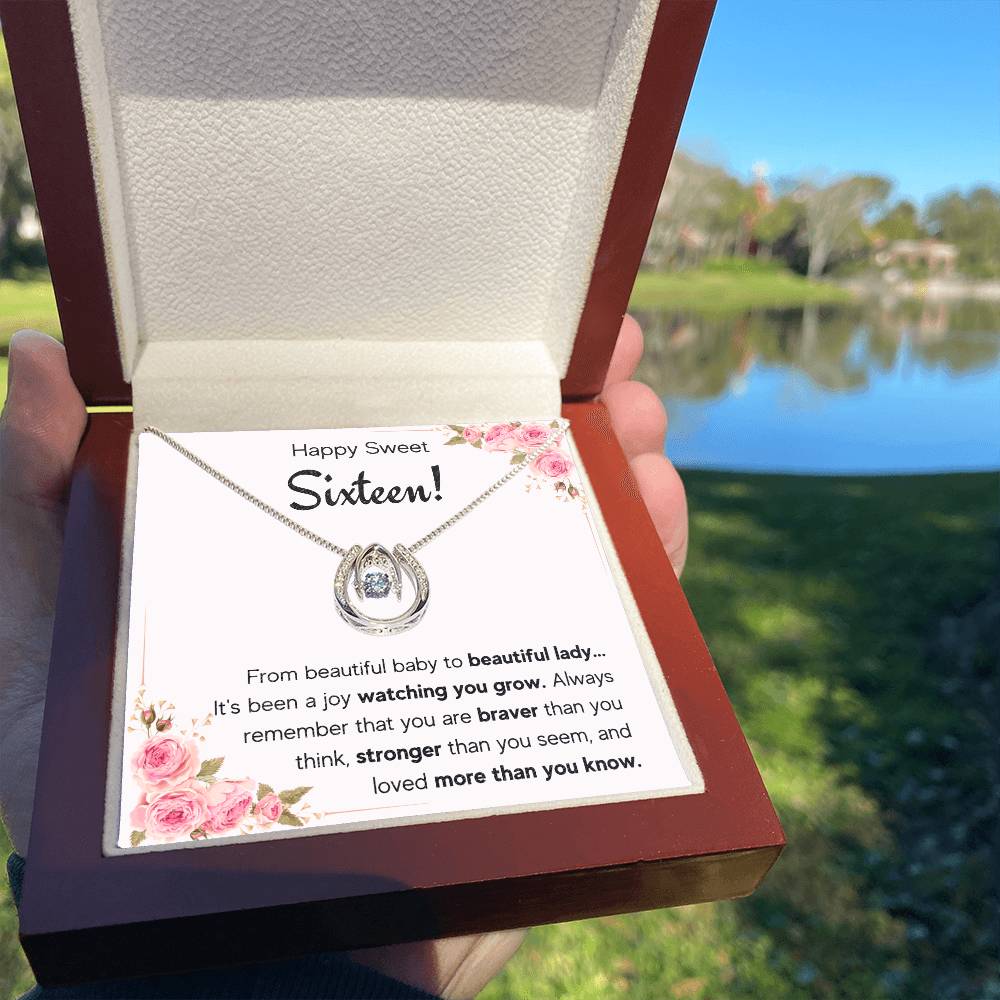 Happy Sweet
Sixteen!
From beautiful baby to beautiful lady...
It's been a joy watching you grow. Always
remember that you are braver than you
think, stronger than you seem, and
loved more than you know.